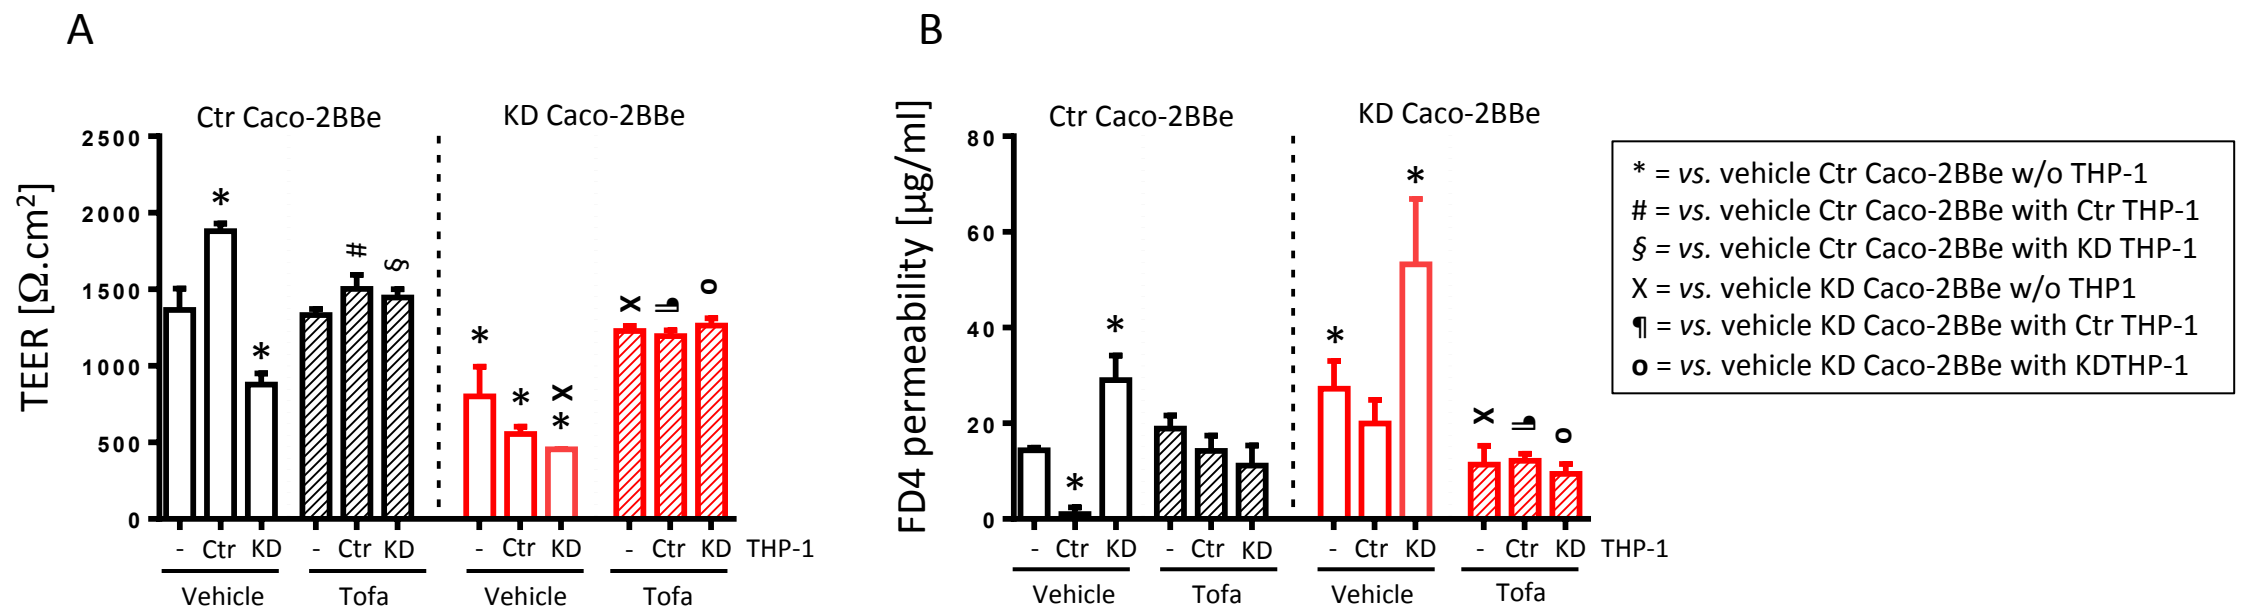 A
B
Ctr Caco-2BBe
KD Caco-2BBe
Ctr Caco-2BBe
KD Caco-2BBe
TEER [Ω.cm²]
2500
2000
1500
1000
500
0
*
*
#
§
*
*
X
*
X
¶
o
- Ctr KD - Ctr KD - Ctr KD - Ctr KD THP-1
Vehicle Tofa Vehicle Tofa
FD4 permeability [µg/ml]
80
60
40
20
0
*
*
*
*
X
¶
o
- Ctr KD - Ctr KD - Ctr KD - Ctr KD THP-1
Vehicle Tofa Vehicle Tofa
* = vs. vehicle Ctr Caco-2BBe w/o THP-1
# = vs. vehicle Ctr Caco-2BBe with Ctr THP-1
§ = vs. vehicle Ctr Caco-2BBe with KD THP-1
X = vs. vehicle KD Caco-2BBe w/o THP1
¶ = vs. vehicle KD Caco-2BBe with Ctr THP-1
o = vs. vehicle KD Caco-2BBe with KDTHP-1